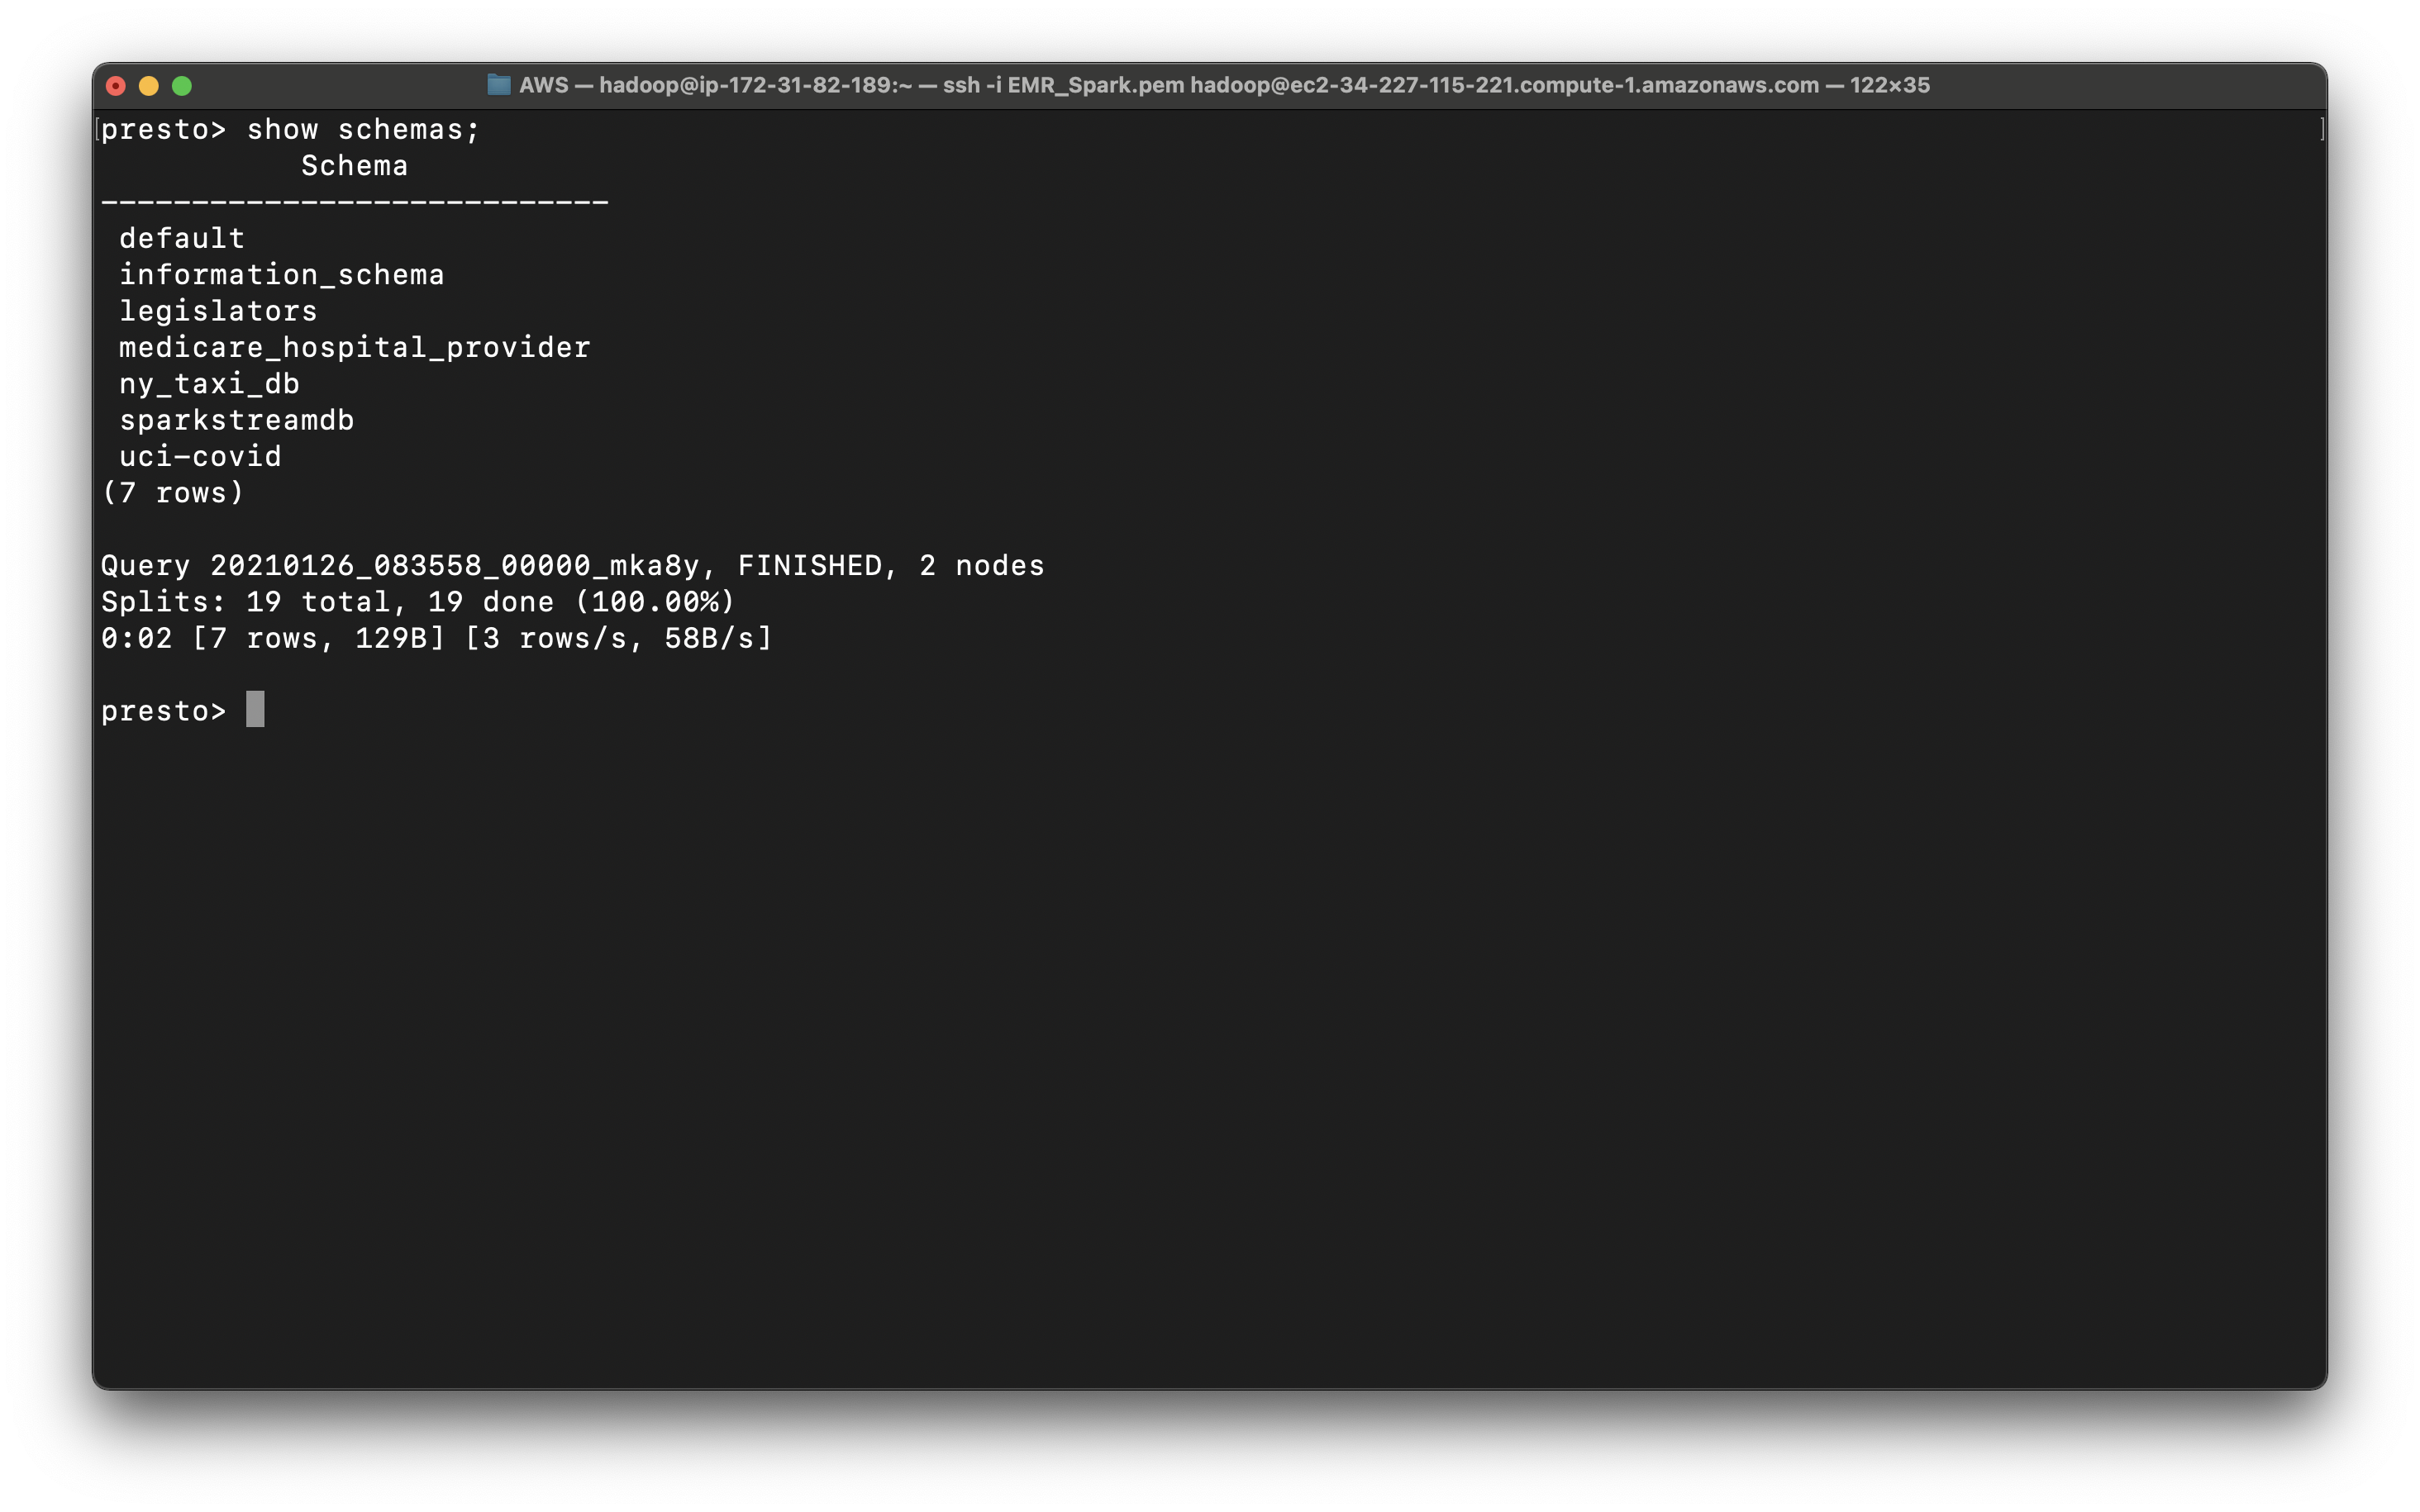 AWS — hadoop@ip-172-31-82-189:~ — ssh -i EMR_Spark.pem hadoop@ec2-34-227-115-221.compute-1.amazonaws.com — 122×35
[presto> show schemas; ]
Schema
----------------------------
default
information_schema
legislators
medicare_hospital_provider
ny_taxi_db
sparkstreamdb
uci-covid
(7 rows)
Query 20210126_083558_00000_mka8y, FINISHED, 2 nodes
Splits: 19 total, 19 done (100.00%)
0:02 [7 rows, 129B] [3 rows/s, 58B/s]
presto>